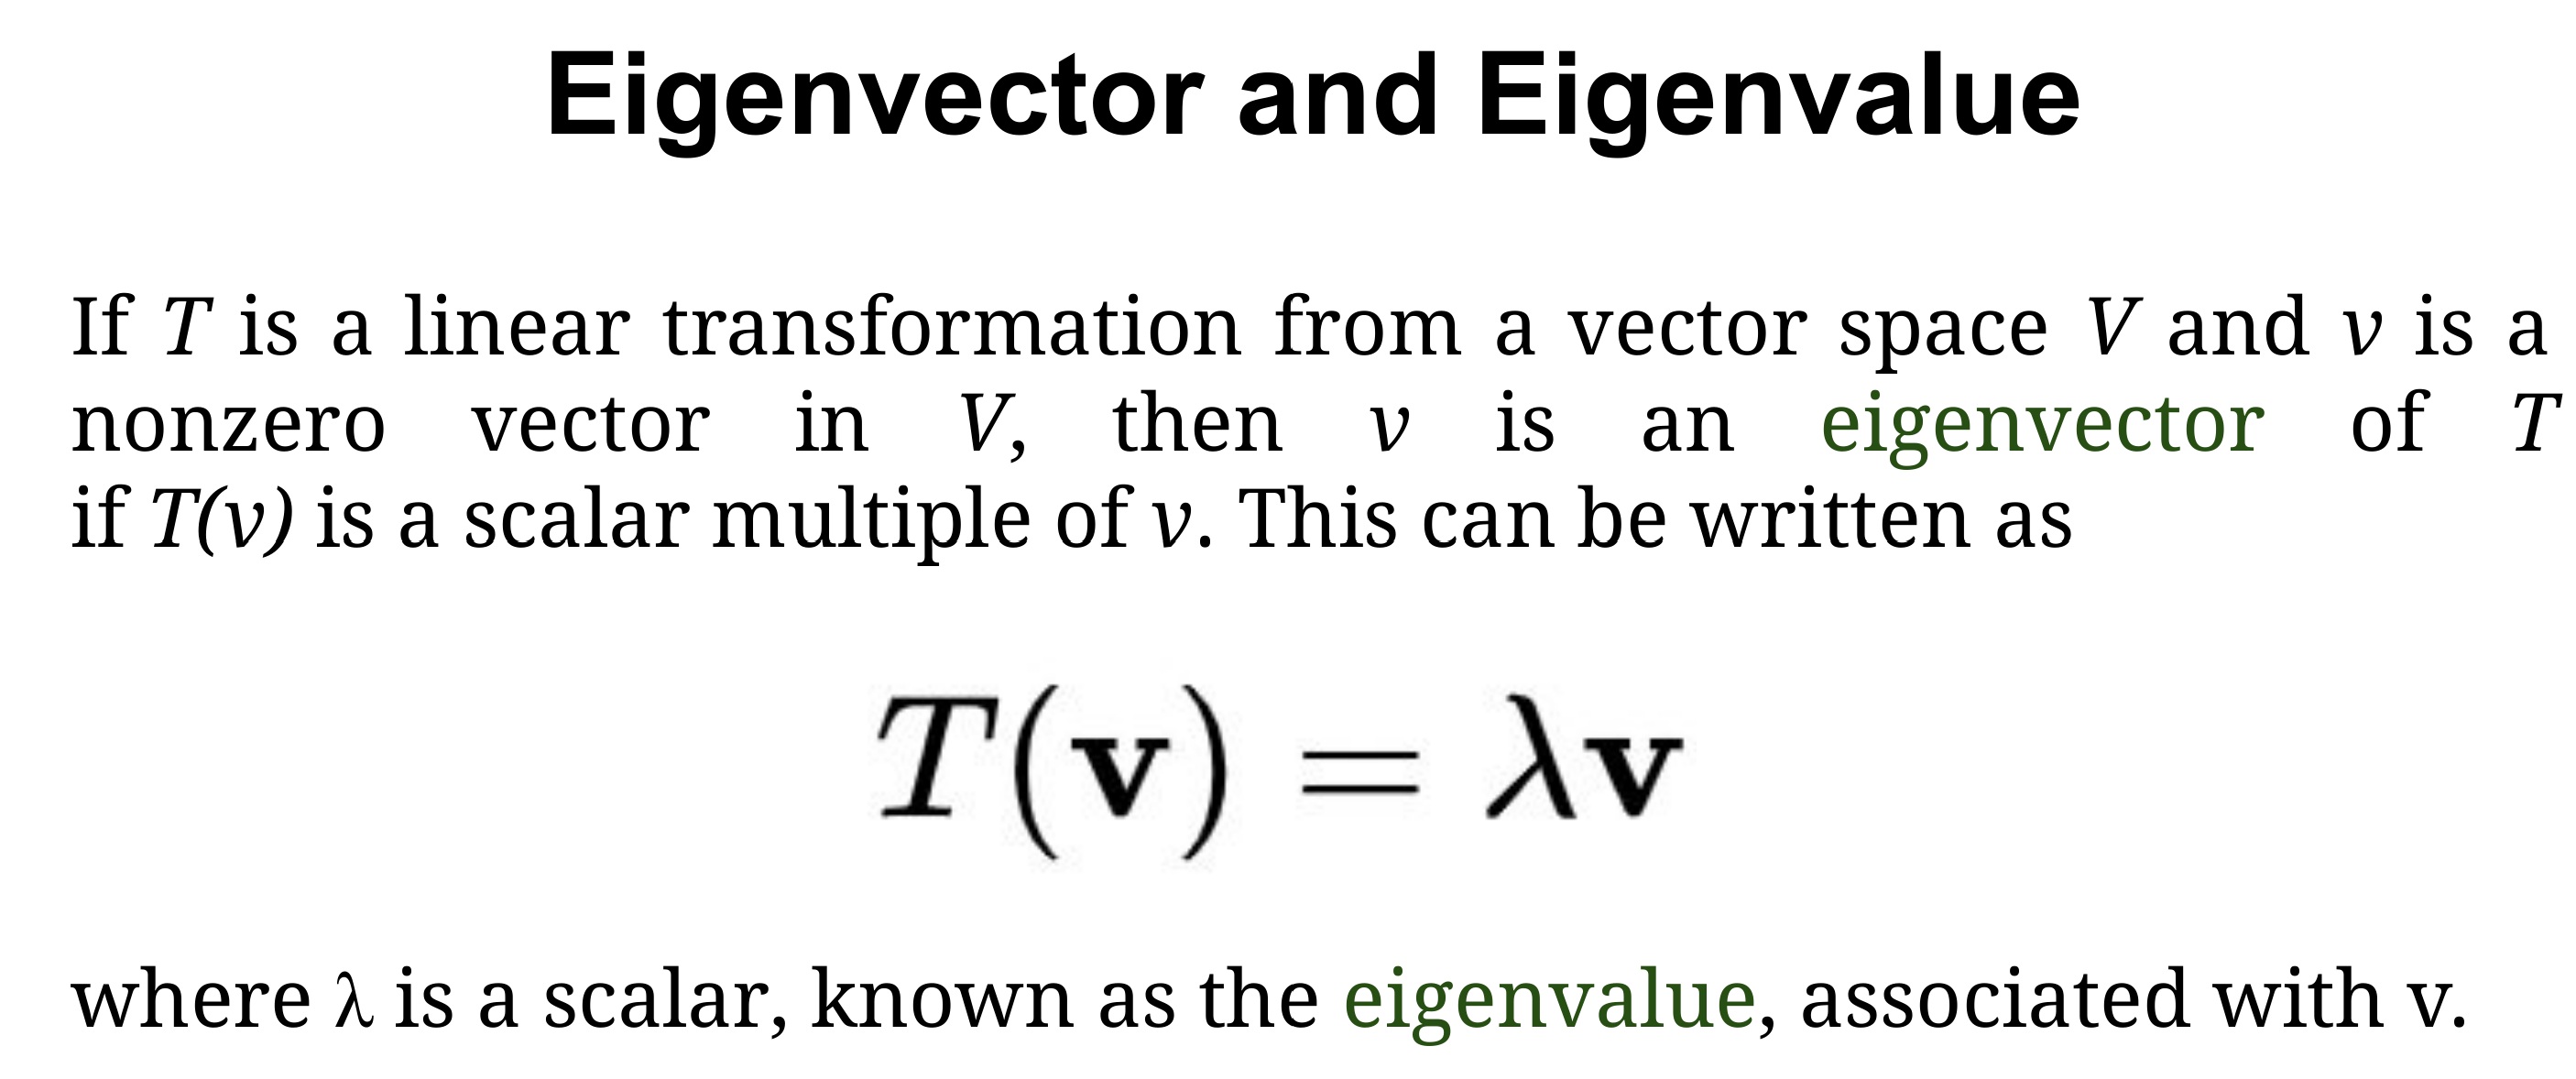 Eigenvector and Eigenvalue
If T is a linear transformation from a vector space V and v is a
nonzero vector in V, then v is an eigenvector of T
if T(v) is a scalar multiple of v. This can be written as
T(v) = λv
where λ is a scalar, known as the eigenvalue, associated with v.